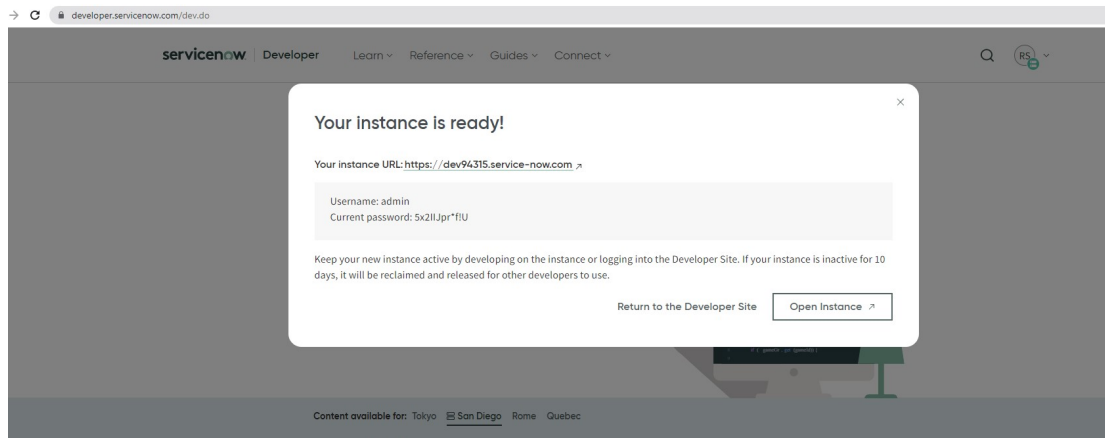 developer.servicenow.com/dev.do
servicenow Developer Learn Reference Guides Connect RS
Your instance is ready!
Your instance URL: https://dev94315.service-now.com
Username: admin
Current password: 5x2IIJpr*f!U
Keep your new instance active by developing on the instance or logging into the Developer Site. If your instance is inactive for 10
days, it will be reclaimed and released for other developers to use.
Return to the Developer Site Open Instance
Content available for: Tokyo San Diego Rome Quebec